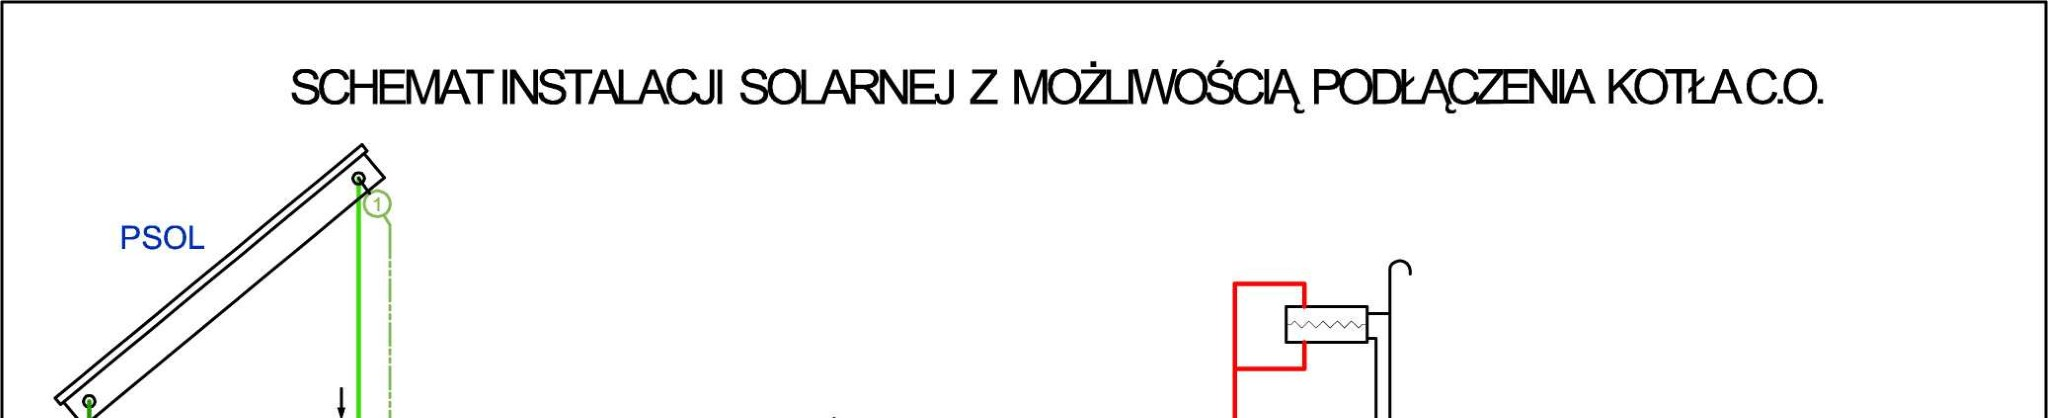 SCHEMAT INSTALACJI SOLARNEJ Z MOŻLIWOŚCIĄ PODŁĄCZENIA KOTŁA C.O.
1
PSOL